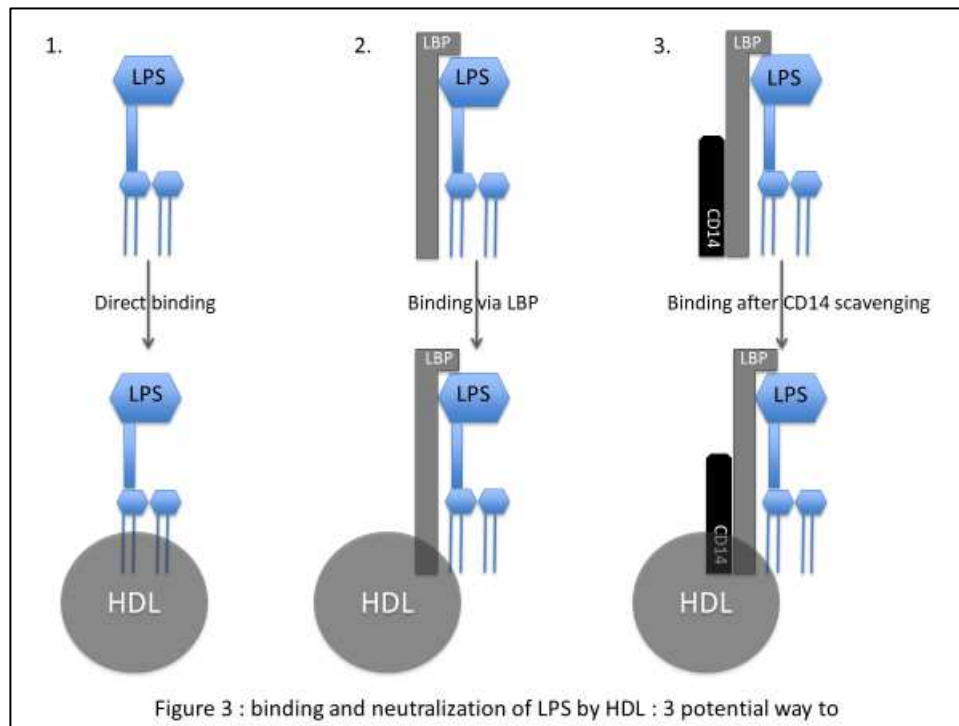 1.
2.
3.
LBP
LBP
LPS
LPS
LPS
CD14
Direct binding
Binding via LBP
Binding after CD14 scavenging
LBP
LBP
LPS
LPS
LPS
CD14
HDL
HDL
HDL
Figure 3 : binding and neutralization of LPS by HDL : 3 potential way to